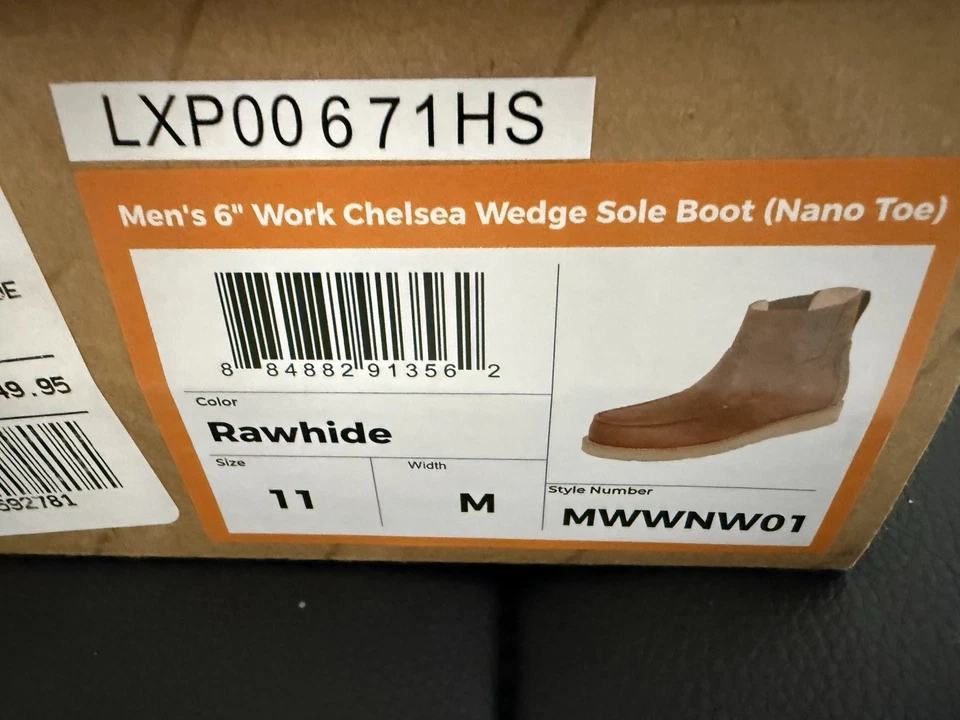 LXP00671HS
Men's 6" Work Chelsea Wedge Sole Boot (Nano Toe)
8 84882 91356 2
Color
Rawhide
Size
11
Width
M
Style Number
MWWNW01
49.95
592781